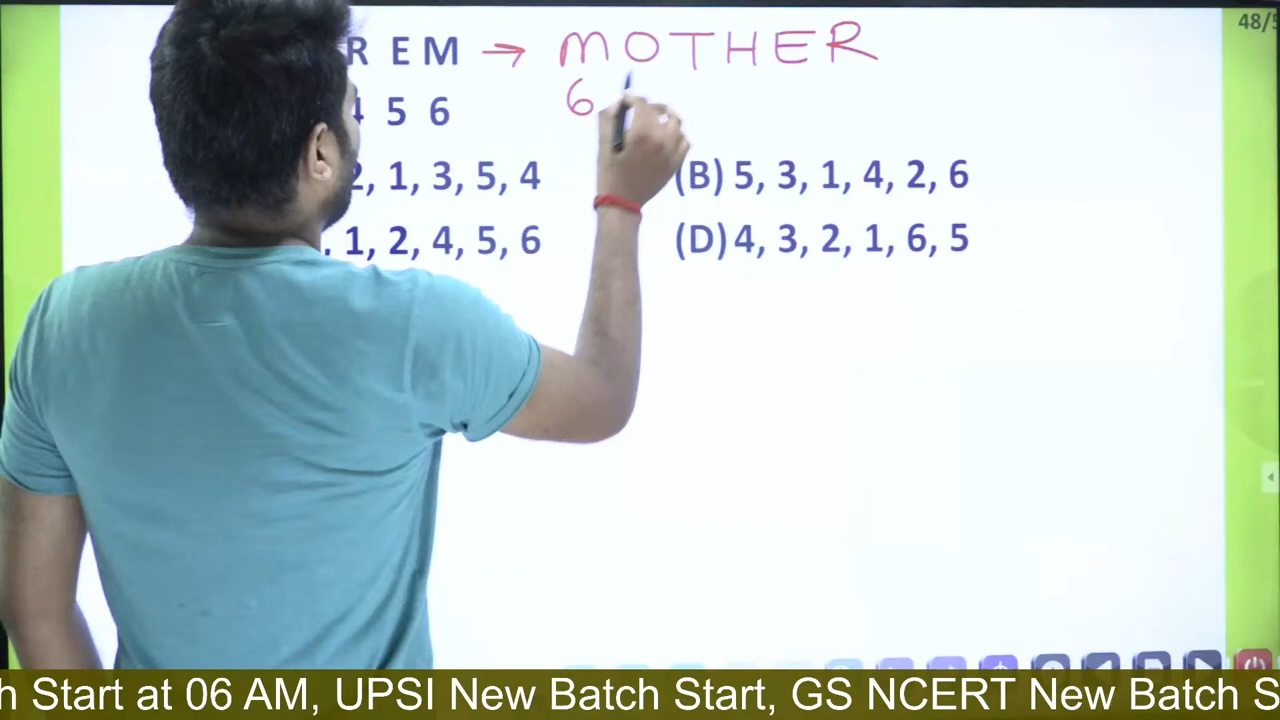 48/
R E M → MOTHER
4 5 6 6
2, 1, 3, 5, 4 (B) 5, 3, 1, 4, 2, 6
, 1, 2, 4, 5, 6 (D) 4, 3, 2, 1, 6, 5
h Start at 06 AM, UPSI New Batch Start, GS NCERT New Batch S